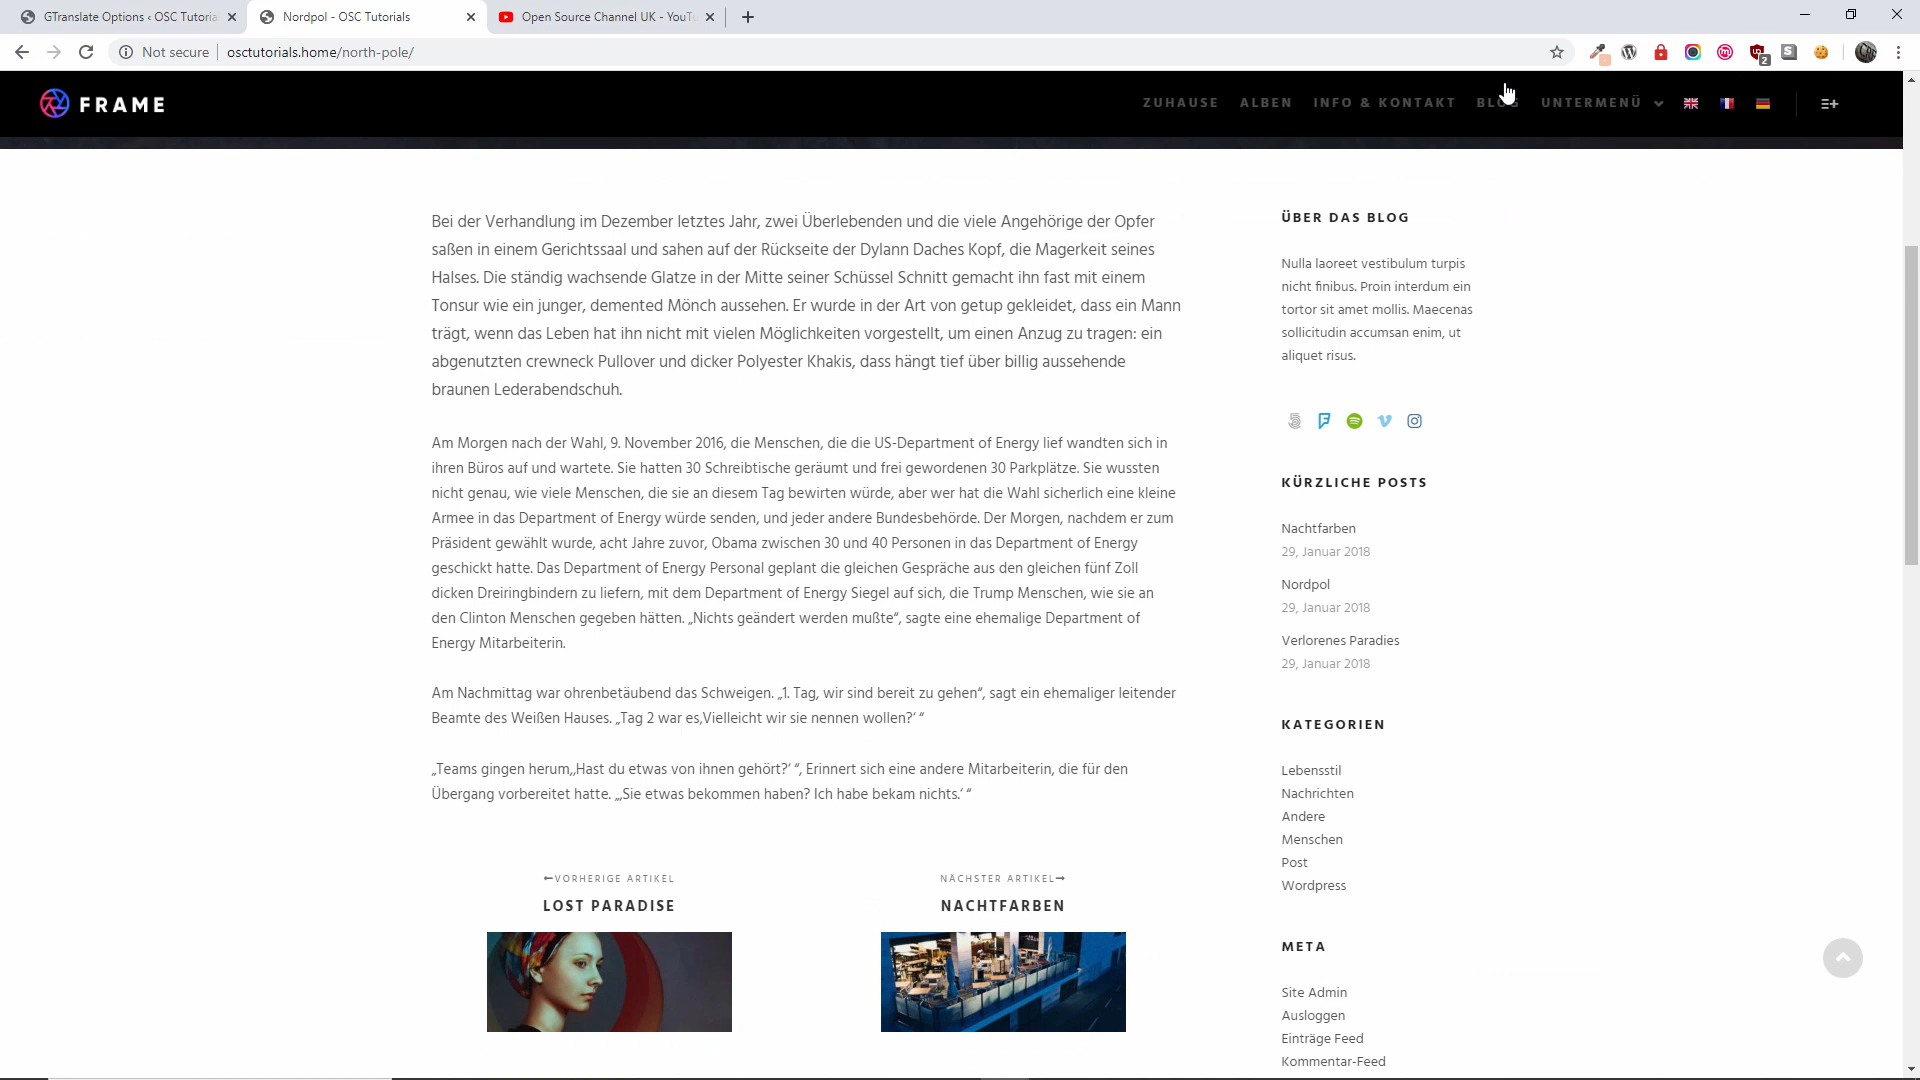 GTranslate Options ‹ OSC Tutoria
Nordpol - OSC Tutorials
Open Source Channel UK - YouTu
Not secure
osctutorials.home/north-pole/
2
FRAME
ZUHAUSE
ALBEN
INFO & KONTAKT
BLOG
UNTERMENÜ
Bei der Verhandlung im Dezember letztes Jahr, zwei Überlebenden und die viele Angehörige der Opfer
saßen in einem Gerichtssaal und sahen auf der Rückseite der Dylann Daches Kopf, die Magerkeit seines
Halses. Die ständig wachsende Glatze in der Mitte seiner Schüssel Schnitt gemacht ihn fast mit einem
Tonsur wie ein junger, demented Mönch aussehen. Er wurde in der Art von getup gekleidet, dass ein Mann
trägt, wenn das Leben hat ihn nicht mit vielen Möglichkeiten vorgestellt, um einen Anzug zu tragen: ein
abgenutzten crewneck Pullover und dicker Polyester Khakis, dass hängt tief über billig aussehende
braunen Lederabendschuh.
Am Morgen nach der Wahl, 9. November 2016, die Menschen, die die US-Department of Energy lief wandten sich in
ihren Büros auf und wartete. Sie hatten 30 Schreibtische geräumt und frei gewordenen 30 Parkplätze. Sie wussten
nicht genau, wie viele Menschen, die sie an diesem Tag bewirten würde, aber wer hat die Wahl sicherlich eine kleine
Armee in das Department of Energy würde senden, und jeder andere Bundesbehörde. Der Morgen, nachdem er zum
Präsident gewählt wurde, acht Jahre zuvor, Obama zwischen 30 und 40 Personen in das Department of Energy
geschickt hatte. Das Department of Energy Personal geplant die gleichen Gespräche aus den gleichen fünf Zoll
dicken Dreiringbindern zu liefern, mit dem Department of Energy Siegel auf sich, die Trump Menschen, wie sie an
den Clinton Menschen gegeben hätten. „Nichts geändert werden mußte“, sagte eine ehemalige Department of
Energy Mitarbeiterin.
Am Nachmittag war ohrenbetäubend das Schweigen. „1. Tag, wir sind bereit zu gehen“, sagt ein ehemaliger leitender
Beamte des Weißen Hauses. „Tag 2 war es‚Vielleicht wir sie nennen wollen?‘ “
„Teams gingen herum,‚Hast du etwas von ihnen gehört?‘ “, Erinnert sich eine andere Mitarbeiterin, die für den
Übergang vorbereitet hatte. „‚Sie etwas bekommen haben? Ich habe bekam nichts.‘ “
←VORHERIGE ARTIKEL
LOST PARADISE
NÄCHSTER ARTIKEL→
NACHTFARBEN
ÜBER DAS BLOG
Nulla laoreet vestibulum turpis
nicht finibus. Proin interdum ein
tortor sit amet mollis. Maecenas
sollicitudin accumsan enim, ut
aliquet risus.
KÜRZLICHE POSTS
Nachtfarben
29, Januar 2018
Nordpol
29, Januar 2018
Verlorenes Paradies
29, Januar 2018
KATEGORIEN
Lebensstil
Nachrichten
Andere
Menschen
Post
Wordpress
META
Site Admin
Ausloggen
Einträge Feed
Kommentar-Feed